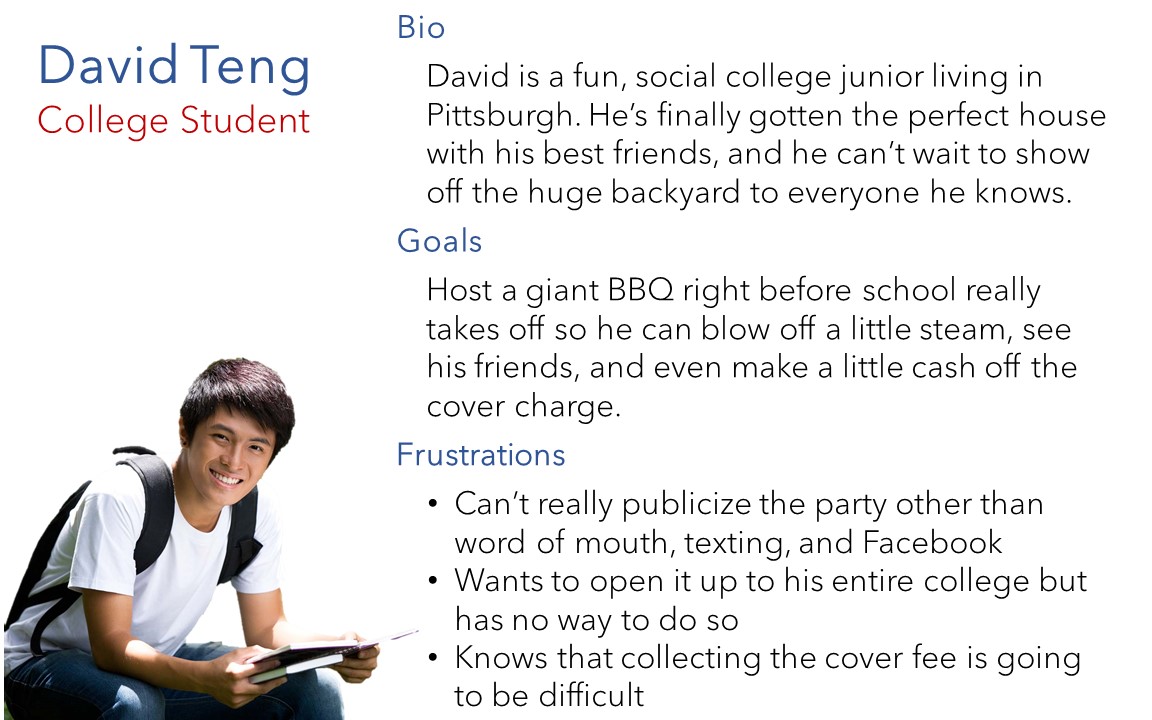 David Teng
College Student
Bio
David is a fun, social college junior living in
Pittsburgh. He’s finally gotten the perfect house
with his best friends, and he can’t wait to show
off the huge backyard to everyone he knows.
Goals
Host a giant BBQ right before school really
takes off so he can blow off a little steam, see
his friends, and even make a little cash off the
cover charge.
Frustrations
• Can’t really publicize the party other than
word of mouth, texting, and Facebook
• Wants to open it up to his entire college but
has no way to do so
• Knows that collecting the cover fee is going
to be difficult